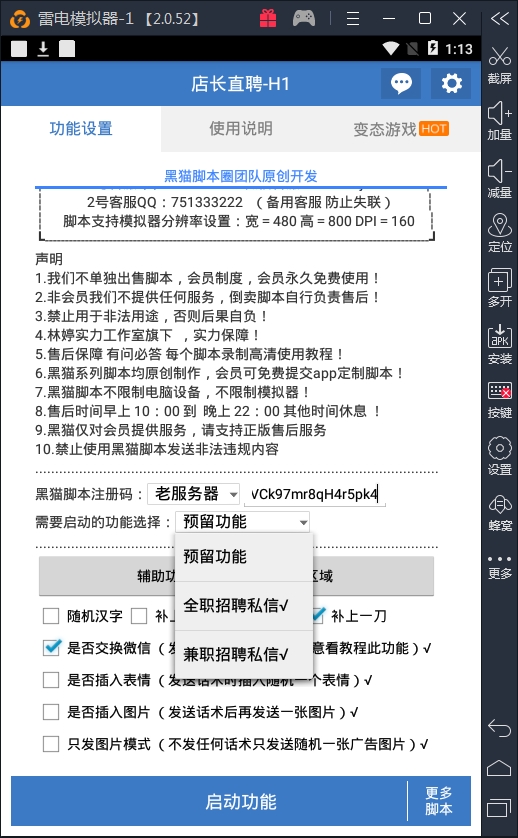 雷电模拟器-1 【2.0.52】
1:13
店长直聘-H1
功能设置
使用说明
变态游戏 HOT
黑猫脚本圈团队原创开发
2号客服QQ：751333222 （备用客服 防止失联）
脚本支持模拟器分辨率设置：宽 = 480 高 = 800 DPI = 160
声明
1.我们不单独出售脚本，会员制度，会员永久免费使用！
2.非会员我们不提供任何服务，倒卖脚本自行负责售后！
3.禁止用于非法用途，否则后果自负！
4.林婷实力工作室旗下 ，实力保障！
5.售后保障 有问必答 每个脚本录制高清使用教程！
6.黑猫系列脚本均原创制作，会员可免费提交app定制脚本！
7.黑猫脚本不限制电脑设备，不限制模拟器！
8.售后时间早上 10：00 到 晚上 22：00 其他时间休息 ！
9.黑猫仅对会员提供服务，请支持正版售后服务
10.禁止使用黑猫脚本发送非法违规内容
黑猫脚本注册码： 老服务器 VCk97mr8qH4r5pk4
需要启动的功能选择： 预留功能
预留功能
全职招聘私信√
兼职招聘私信√
辅助功 区域
随机汉字 补上 补上一刀
是否交换微信（发 意看教程此功能）√
是否插入表情（发送话术时插入随机一个表情）√
是否插入图片（发送话术后再发送一张图片）√
只发图片模式（不发任何话术只发送随机一张广告图片）√
启动功能
更多
脚本
截屏
加量
减量
定位
多开
APK
安装
按键
设置
蜂窝
更多